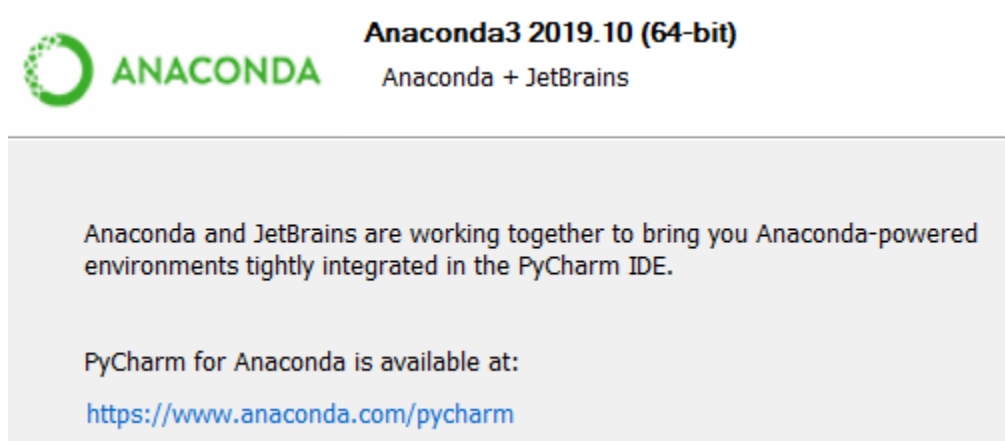 Anaconda3 2019.10 (64-bit)
ANACONDA
Anaconda + JetBrains
Anaconda and JetBrains are working together to bring you Anaconda-powered
environments tightly integrated in the PyCharm IDE.
PyCharm for Anaconda is available at:
https://www.anaconda.com/pycharm